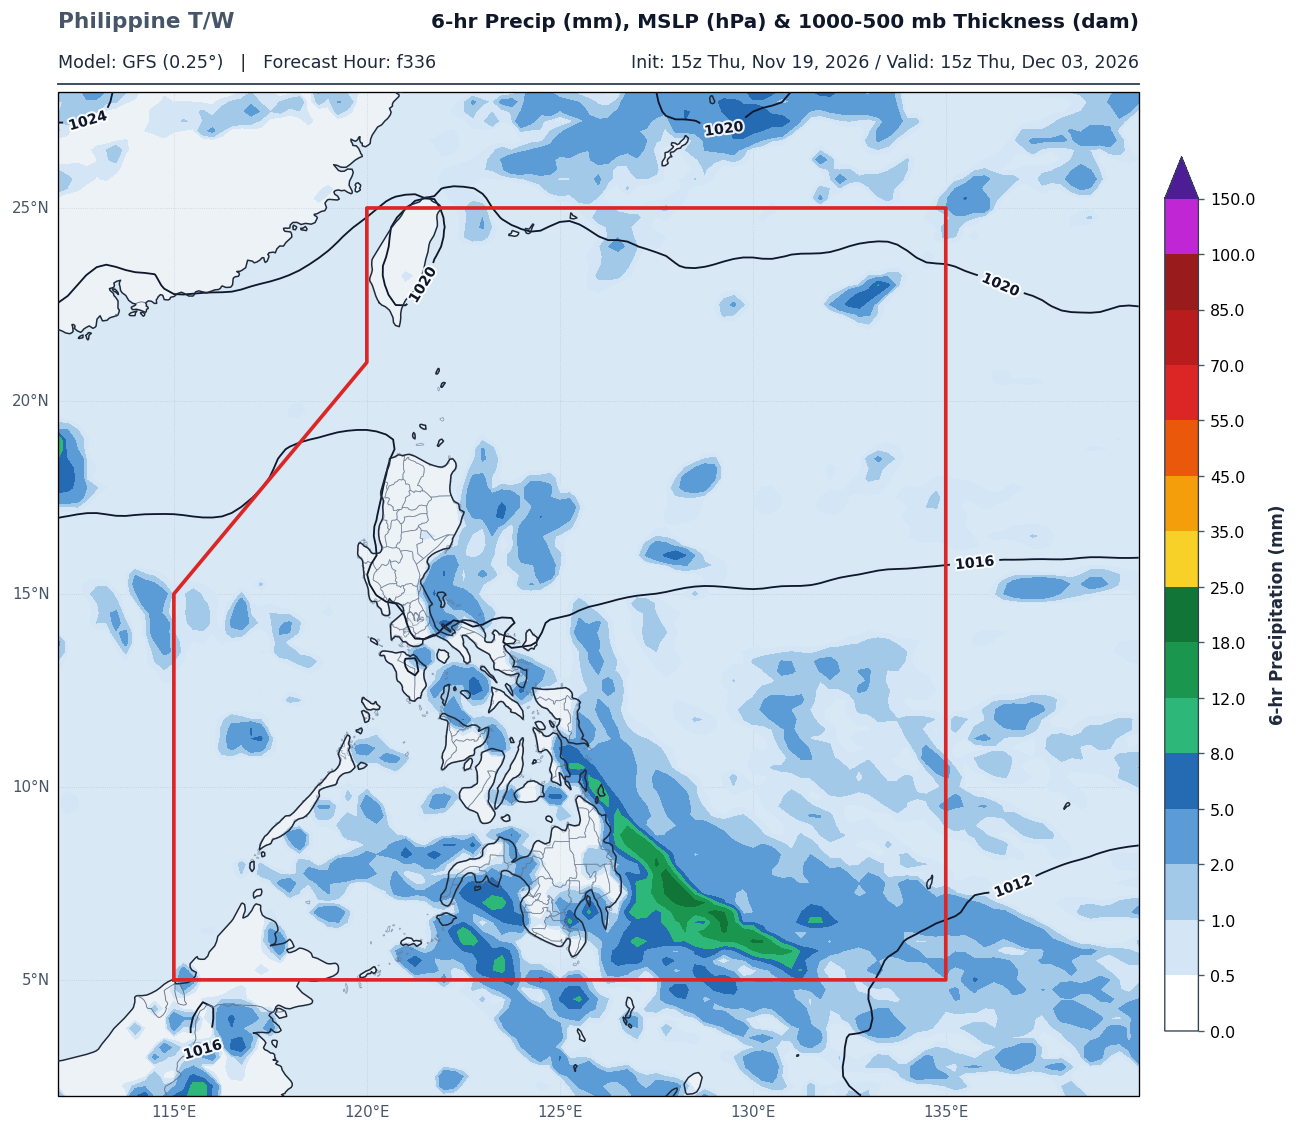 Philippine T/W
6-hr Precip (mm), MSLP (hPa) & 1000-500 mb Thickness (dam)
Model: GFS (0.25°) | Forecast Hour: f336
Init: 15z Thu, Nov 19, 2026 / Valid: 15z Thu, Dec 03, 2026
1024
1020
1020
1020
1016
1012
1016
25°N
20°N
15°N
10°N
5°N
115°E
120°E
125°E
130°E
135°E
150.0
100.0
85.0
70.0
55.0
45.0
35.0
25.0
18.0
12.0
8.0
5.0
2.0
1.0
0.5
0.0
6-hr Precipitation (mm)